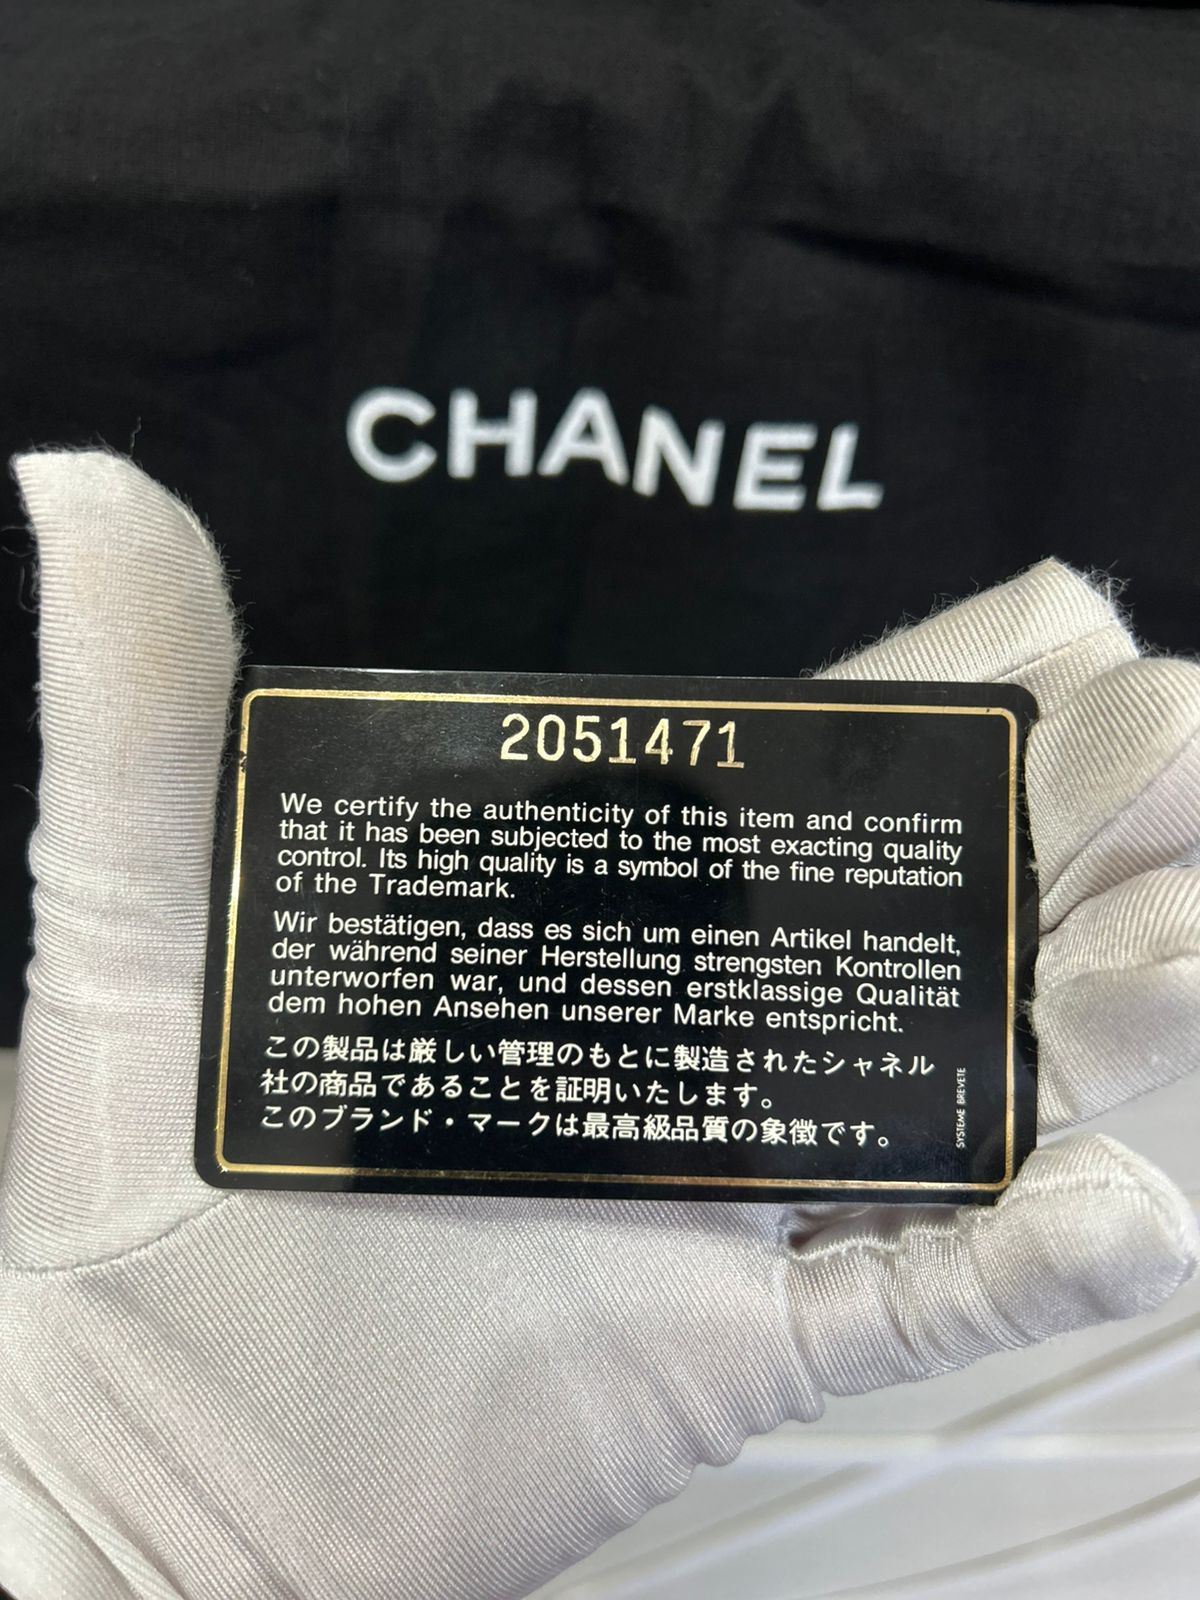 CHANEL
2051471
We certify the authenticity of this item and confirm
that it has been subjected to the most exacting quality
control. Its high quality is a symbol of the fine reputation
of the Trademark.
Wir bestätigen, dass es sich um einen Artikel handelt,
der während seiner Herstellung strengsten Kontrollen
unterworfen war, und dessen erstklassige Qualität
dem hohen Ansehen unserer Marke entspricht.
この製品は厳しい管理のもとに製造されたシャネル
社の商品であることを証明いたします。
このブランド・マークは最高級品質の象徴です。
SYSTEME BREVETE